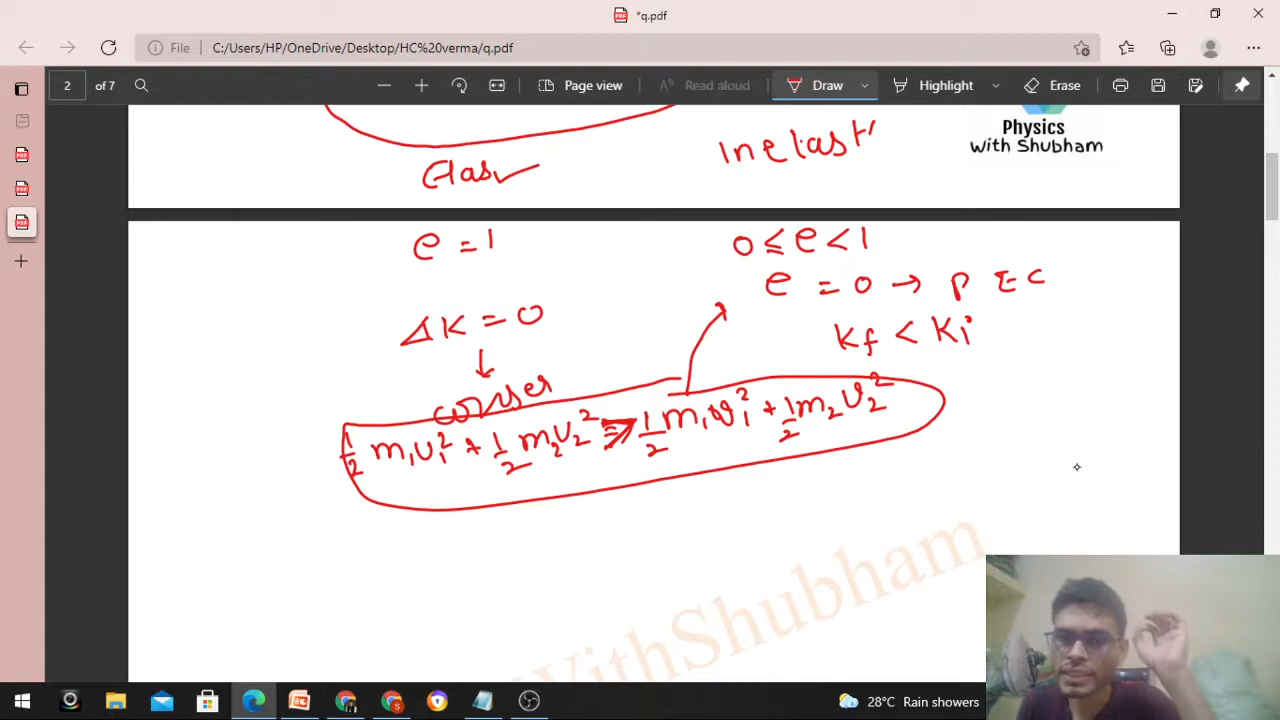 *q.pdf
File C:/Users/HP/OneDrive/Desktop/HC%20verma/q.pdf
2 of 7 Page view Read aloud Draw Highlight Erase
Physics
with Shubham
Elas
Inelast
e = 1
0 ≤ e < 1
e = 0 → P E C
ΔK = 0
Kf < Ki
conser
1/2 m₁u₁² + 1/2 m₂u₂² 1/2 m₁v₁² + 1/2 m₂v₂²
WithShubham
28°C Rain showers